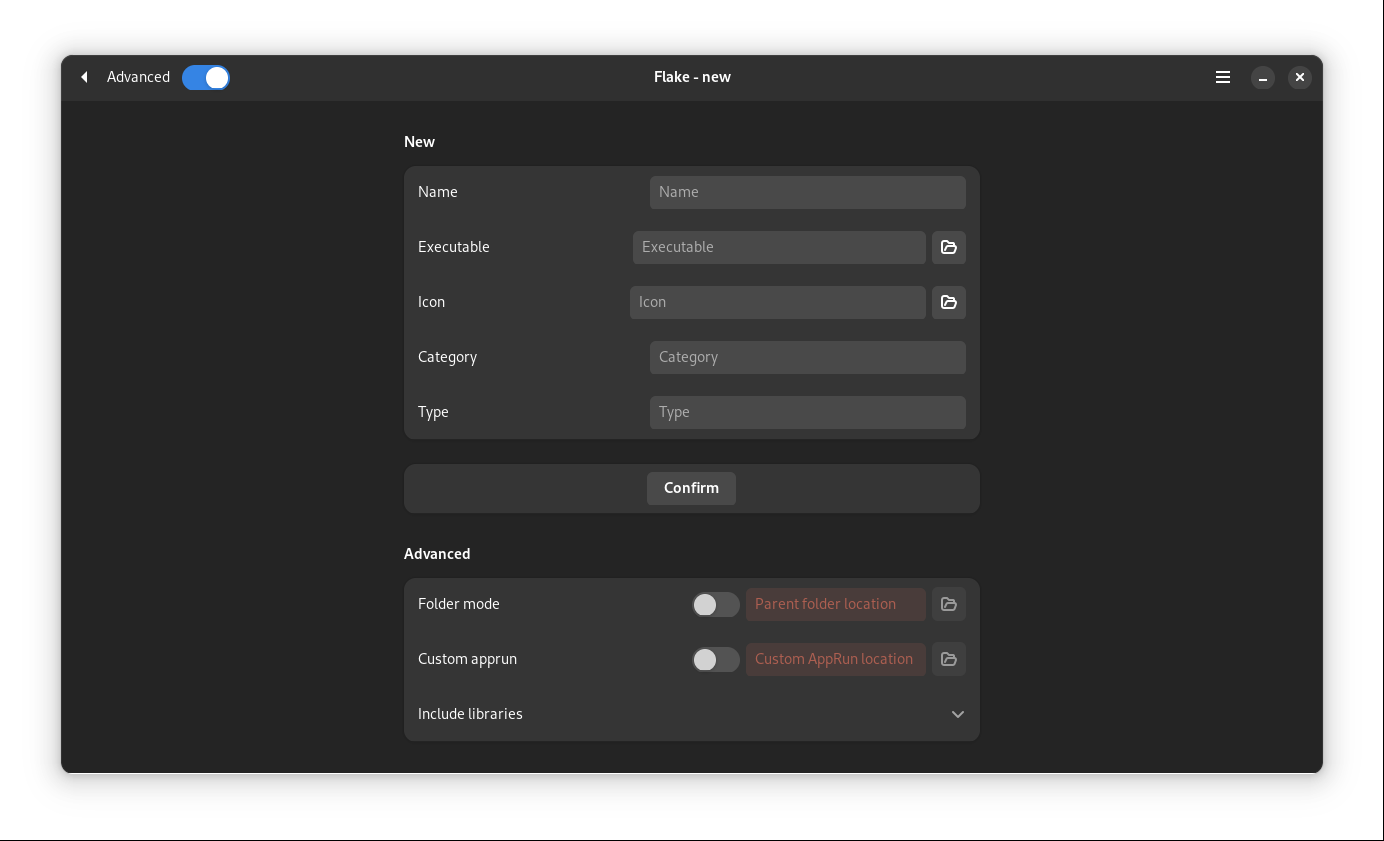 Advanced
Flake - new
New
Name Name
Executable Executable
Icon Icon
Category Category
Type Type
Confirm
Advanced
Folder mode Parent folder location
Custom apprun Custom AppRun location
Include libraries